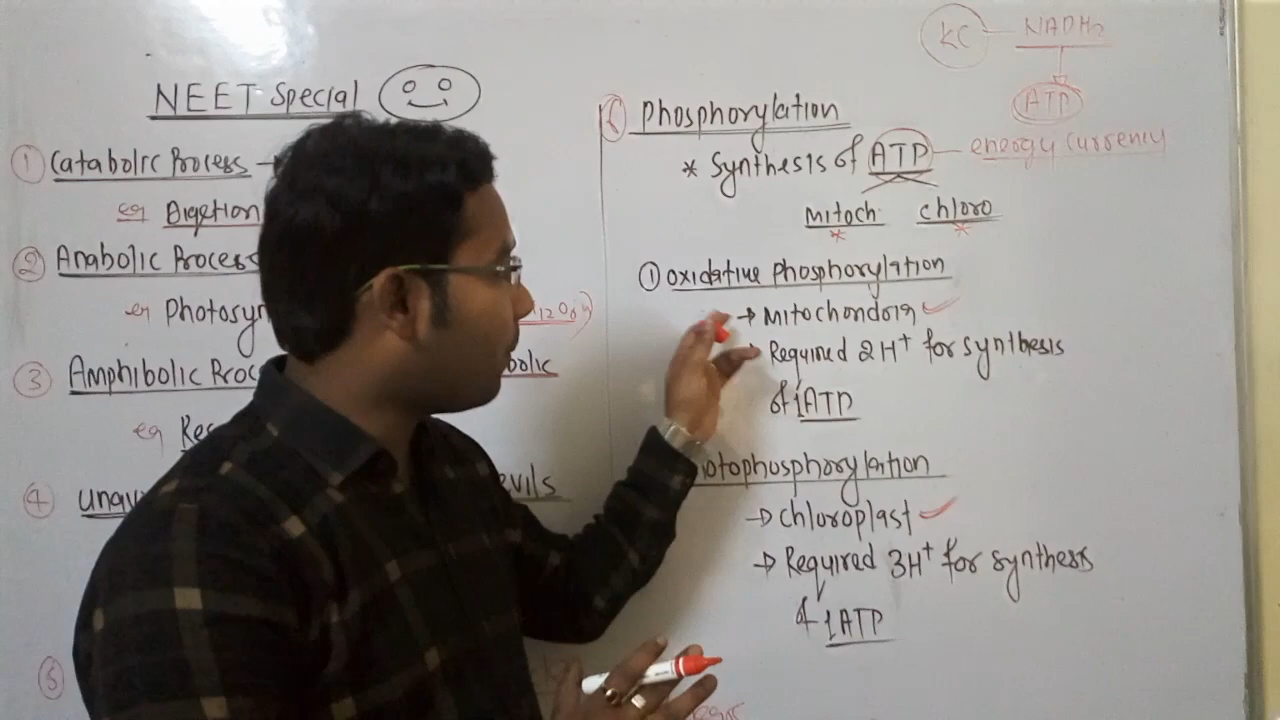 NEET Special
① Catabolic Process →
eg Digetion
② Anabolic Process
eg Photosyn
12O6)
③ Amphibolic Proc
bolic
eg Res
④ unav
evils
⑤
KC — NADH2
ATP
⑥ Phosphorylation
* Synthesis of ATP — energy currency
mitoch chloro
* *
① oxidative phosphorylation
→ Mitochondria
Required 2H+ for synthesis
of 1ATP
otophosphorylation
→ chloroplast
→ Required 3H+ for synthesis
of 1ATP